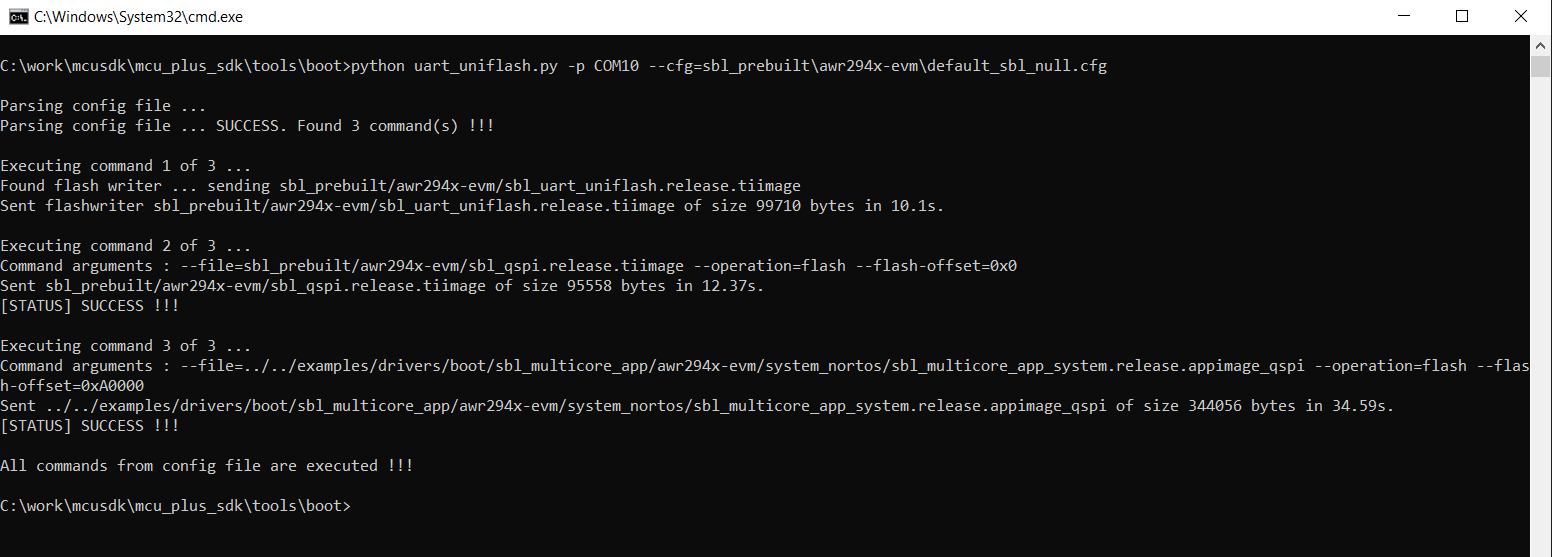 C:\Windows\System32\cmd.exe
C:\work\mcusdk\mcu_plus_sdk\tools\boot>python uart_uniflash.py -p COM10 --cfg=sbl_prebuilt\awr294x-evm\default_sbl_null.cfg
Parsing config file ...
Parsing config file ... SUCCESS. Found 3 command(s) !!!
Executing command 1 of 3 ...
Found flash writer ... sending sbl_prebuilt/awr294x-evm/sbl_uart_uniflash.release.tiimage
Sent flashwriter sbl_prebuilt/awr294x-evm/sbl_uart_uniflash.release.tiimage of size 99710 bytes in 10.1s.
Executing command 2 of 3 ...
Command arguments : --file=sbl_prebuilt/awr294x-evm/sbl_qspi.release.tiimage --operation=flash --flash-offset=0x0
Sent sbl_prebuilt/awr294x-evm/sbl_qspi.release.tiimage of size 95558 bytes in 12.37s.
[STATUS] SUCCESS !!!
Executing command 3 of 3 ...
Command arguments : --file=../../examples/drivers/boot/sbl_multicore_app/awr294x-evm/system_nortos/sbl_multicore_app_system.release.appimage_qspi --operation=flash --flas
h-offset=0xA0000
Sent ../../examples/drivers/boot/sbl_multicore_app/awr294x-evm/system_nortos/sbl_multicore_app_system.release.appimage_qspi of size 344056 bytes in 34.59s.
[STATUS] SUCCESS !!!
All commands from config file are executed !!!
C:\work\mcusdk\mcu_plus_sdk\tools\boot>